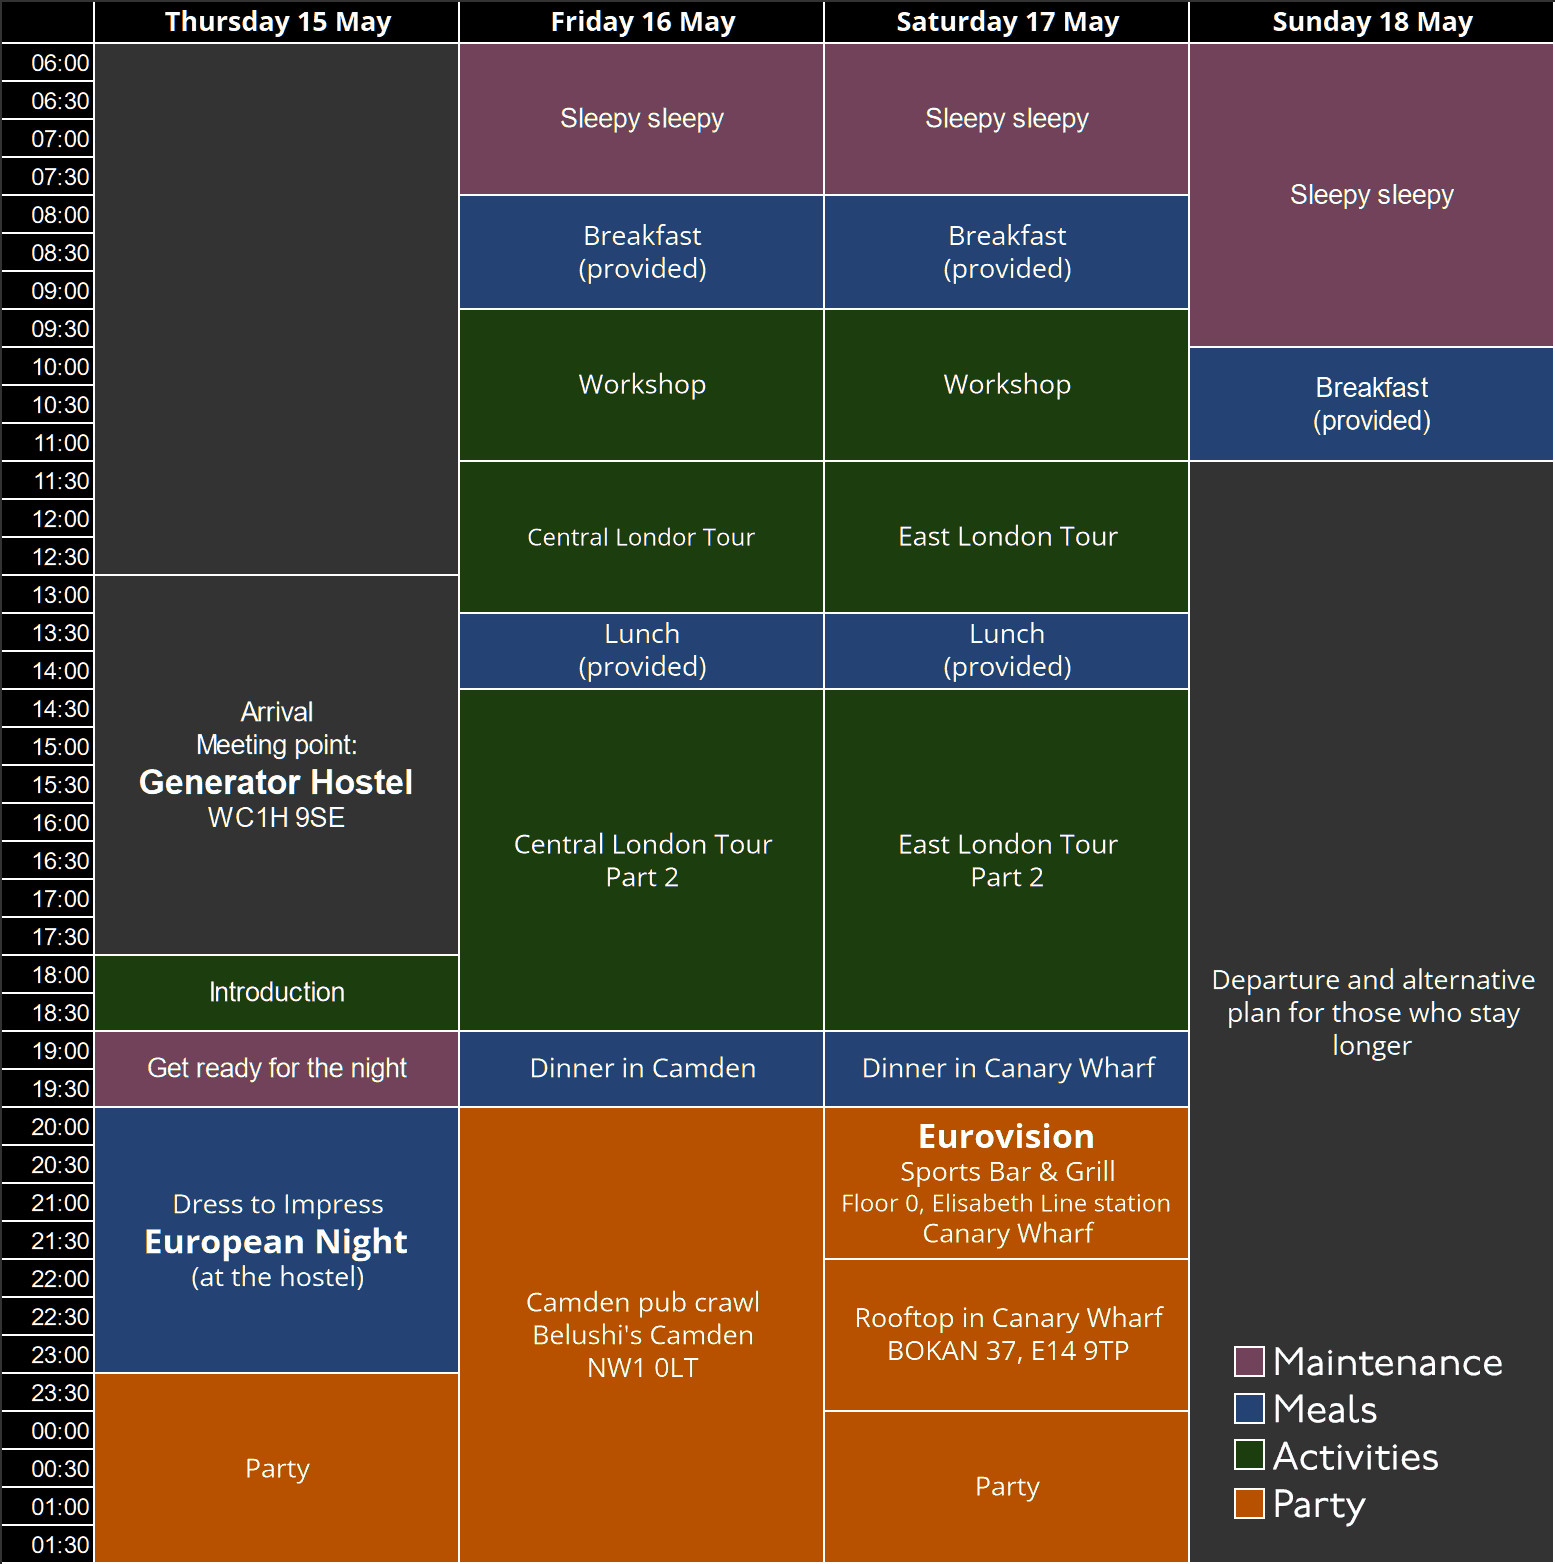 Thursday 15 May
Friday 16 May
Saturday 17 May
Sunday 18 May
06:00
06:30
07:00
07:30
08:00
08:30
09:00
09:30
10:00
10:30
11:00
11:30
12:00
12:30
13:00
13:30
14:00
14:30
15:00
15:30
16:00
16:30
17:00
17:30
18:00
18:30
19:00
19:30
20:00
20:30
21:00
21:30
22:00
22:30
23:00
23:30
00:00
00:30
01:00
01:30
Arrival
Meeting point:
Generator Hostel
WC1H 9SE
Introduction
Get ready for the night
Dress to Impress
European Night
(at the hostel)
Party
Sleepy sleepy
Breakfast
(provided)
Workshop
Central Londor Tour
Lunch
(provided)
Central London Tour
Part 2
Dinner in Camden
Camden pub crawl
Belushi's Camden
NW1 0LT
Sleepy sleepy
Breakfast
(provided)
Workshop
East London Tour
Lunch
(provided)
East London Tour
Part 2
Dinner in Canary Wharf
Eurovision
Sports Bar & Grill
Floor 0, Elisabeth Line station
Canary Wharf
Rooftop in Canary Wharf
BOKAN 37, E14 9TP
Party
Sleepy sleepy
Breakfast
(provided)
Departure and alternative
plan for those who stay
longer
Maintenance
Meals
Activities
Party